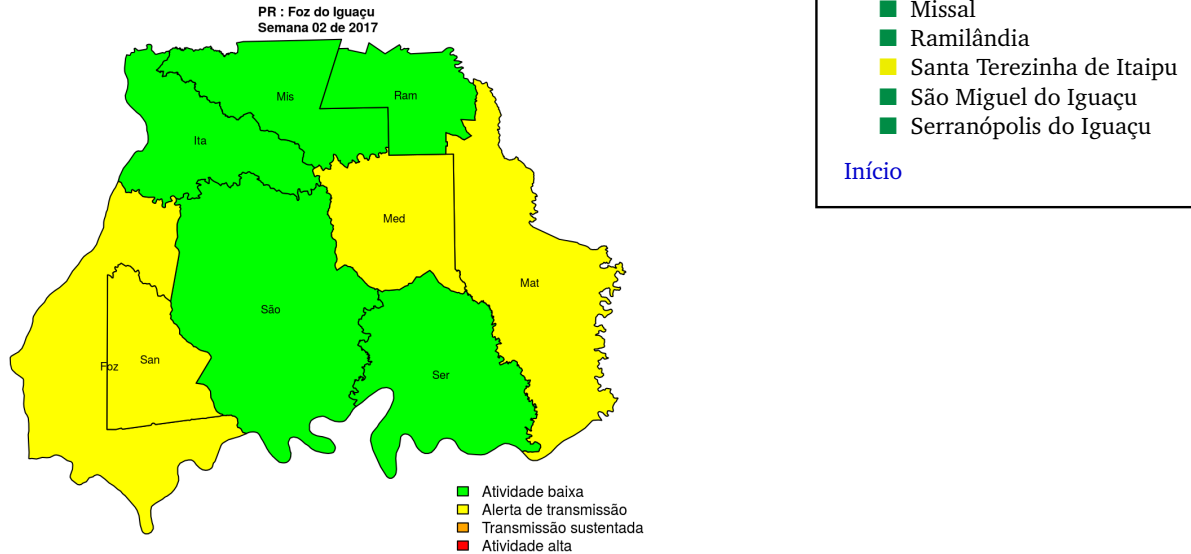 PR : Foz do Iguaçu
Semana 02 de 2017
Mis
Ram
Ita
Med
Mat
São
San
Foz
Ser
Atividade baixa
Alerta de transmissão
Transmissão sustentada
Atividade alta
Missal
Ramilândia
Santa Terezinha de Itaipu
São Miguel do Iguaçu
Serranópolis do Iguaçu
Início